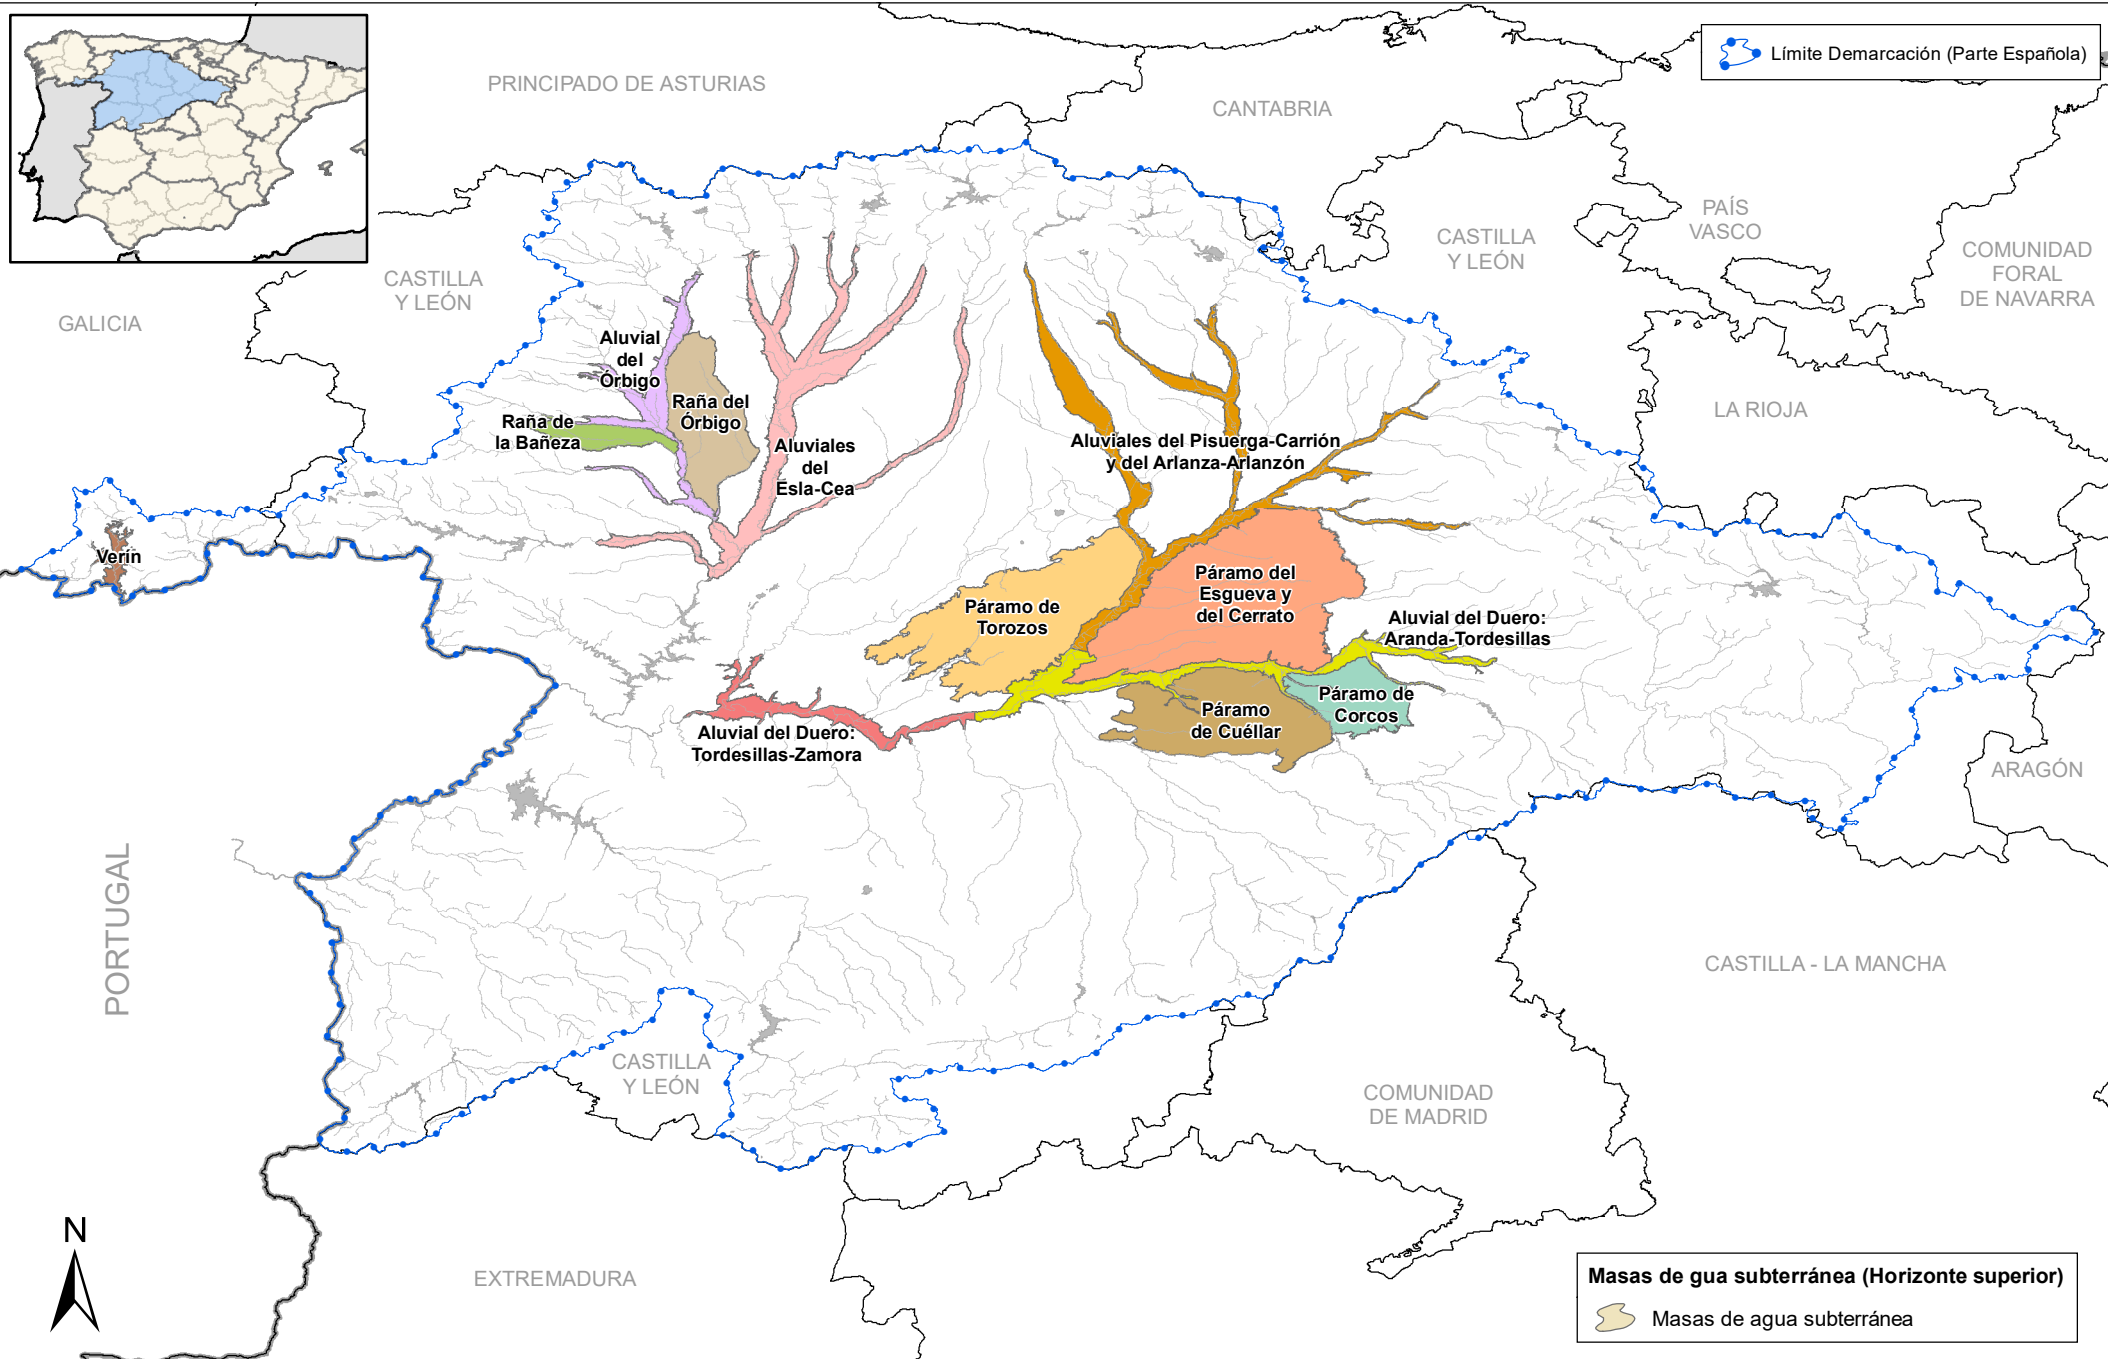 Límite Demarcación (Parte Española)
PRINCIPADO DE ASTURIAS
CANTABRIA
PAÍS
VASCO
CASTILLA
Y LEÓN
COMUNIDAD
FORAL
DE NAVARRA
CASTILLA
Y LEÓN
GALICIA
Aluvial
del
Órbigo
Raña del
Órbigo
Raña de
la Bañeza
Aluviales
del
Esla-Cea
Aluviales del Pisuerga-Carrión
y del Arlanza-Arlanzón
LA RIOJA
Verín
Páramo de
Torozos
Páramo del
Esgueva y
del Cerrato
Aluvial del Duero:
Aranda-Tordesillas
Páramo de
Corcos
Páramo
de Cuéllar
Aluvial del Duero:
Tordesillas-Zamora
ARAGÓN
PORTUGAL
CASTILLA - LA MANCHA
CASTILLA
Y LEÓN
COMUNIDAD
DE MADRID
N
EXTREMADURA
Masas de gua subterránea (Horizonte superior)
Masas de agua subterránea